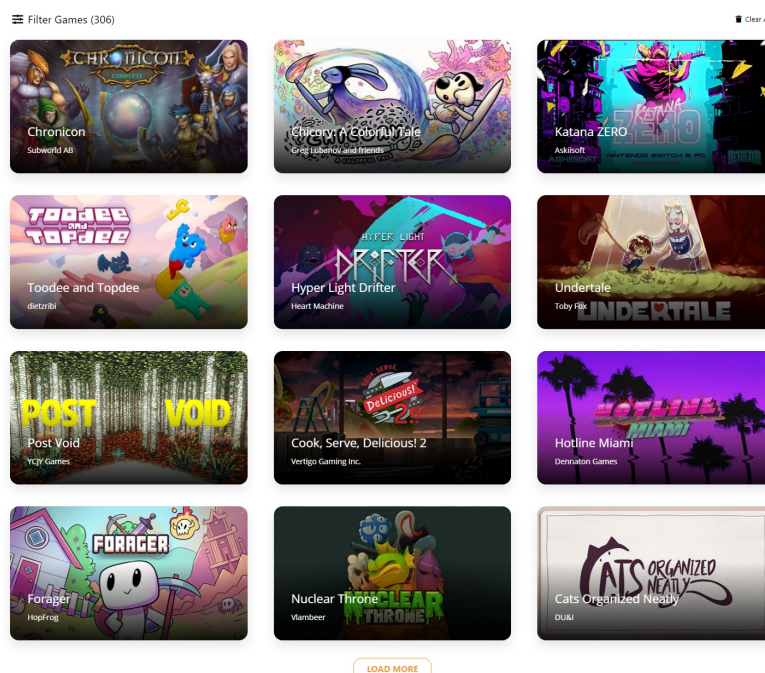 Filter Games (306)
Clear A
CHRONICON
COMPLETE
Chronicon
Subworld AB
CHICORY
A COLORFUL TALE
Chicory: A Colorful Tale
Greg Lobanov and friends
KATANA
ZERO
Katana ZERO
Askiisoft
ASKIISOFT
NINTENDO SWITCH & PC
TOODEE
AND
TOPDEE
Toodee and Topdee
dietzribi
HYPER LIGHT
DRIFTER
Hyper Light Drifter
Heart Machine
Undertale
Toby Fox
UNDERTALE
POST VOID
Post Void
YCJY Games
COOK, SERVE,
DELICIOUS!
2!!
Cook, Serve, Delicious! 2
Vertigo Gaming Inc.
HOTLINE
MIAMI
Hotline Miami
Dennaton Games
FORAGER
Forager
HopFrog
NUCLEAR
THRONE
Nuclear Throne
Vlambeer
CATS ORGANIZED
NEATLY
Cats Organized Neatly
DU&I
LOAD MORE